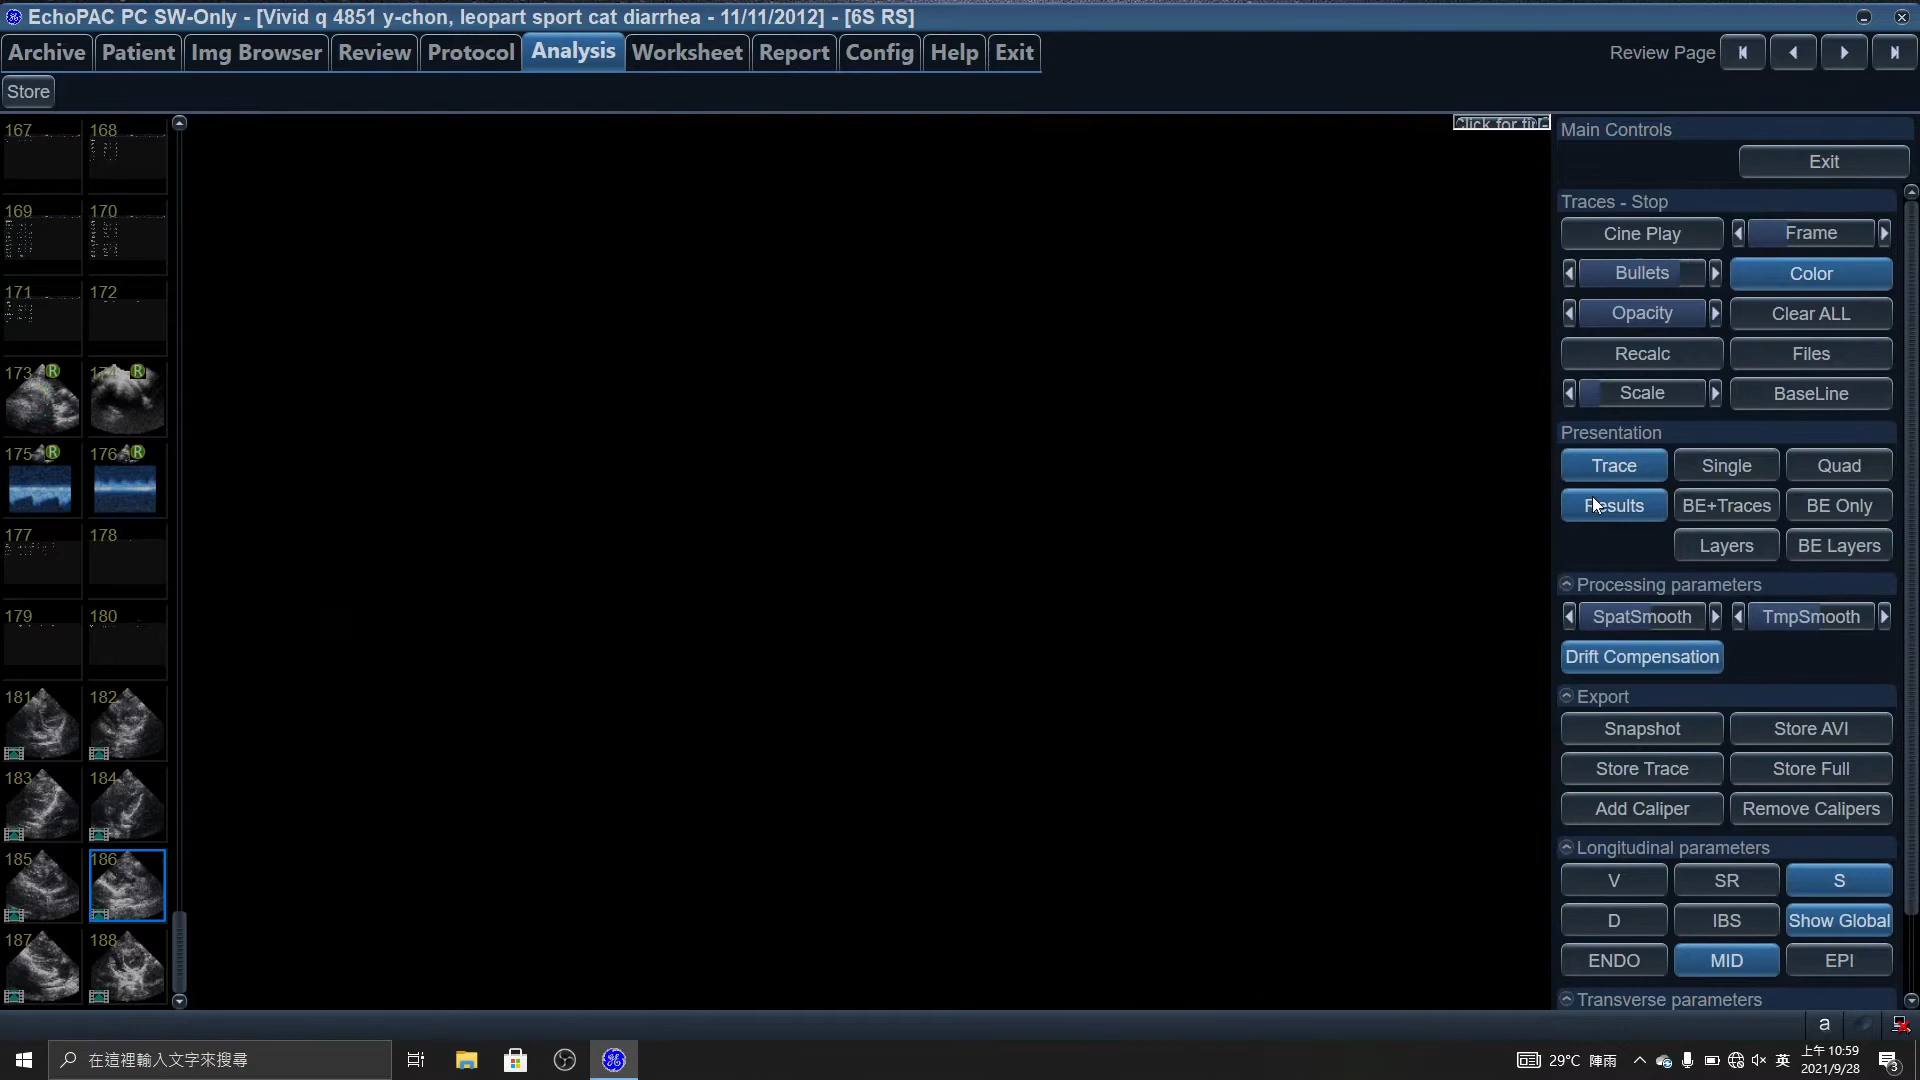 EchoPAC PC SW-Only - [Vivid q 4851 y-chon, leopart sport cat diarrhea - 11/11/2012] - [6S RS]
Archive Patient Img Browser Review Protocol Analysis Worksheet Report Config Help Exit Review Page
Store
Main Controls
Exit
Traces - Stop
Cine Play Frame
Bullets Color
Opacity Clear ALL
Recalc Files
Scale BaseLine
Presentation
Trace Single Quad
Results BE+Traces BE Only
Layers BE Layers
Processing parameters
SpatSmooth TmpSmooth
Drift Compensation
Export
Snapshot Store AVI
Store Trace Store Full
Add Caliper Remove Calipers
Longitudinal parameters
V SR S
D IBS Show Global
ENDO MID EPI
Transverse parameters
167 168
169 170
171 172
173 R R
175 R 176 R
177 178
179 180
181 182
183 184
185 186
187 188
a
在這裡輸入文字來搜尋
29°C 陣雨 英 上午 10:59
2021/9/28 3